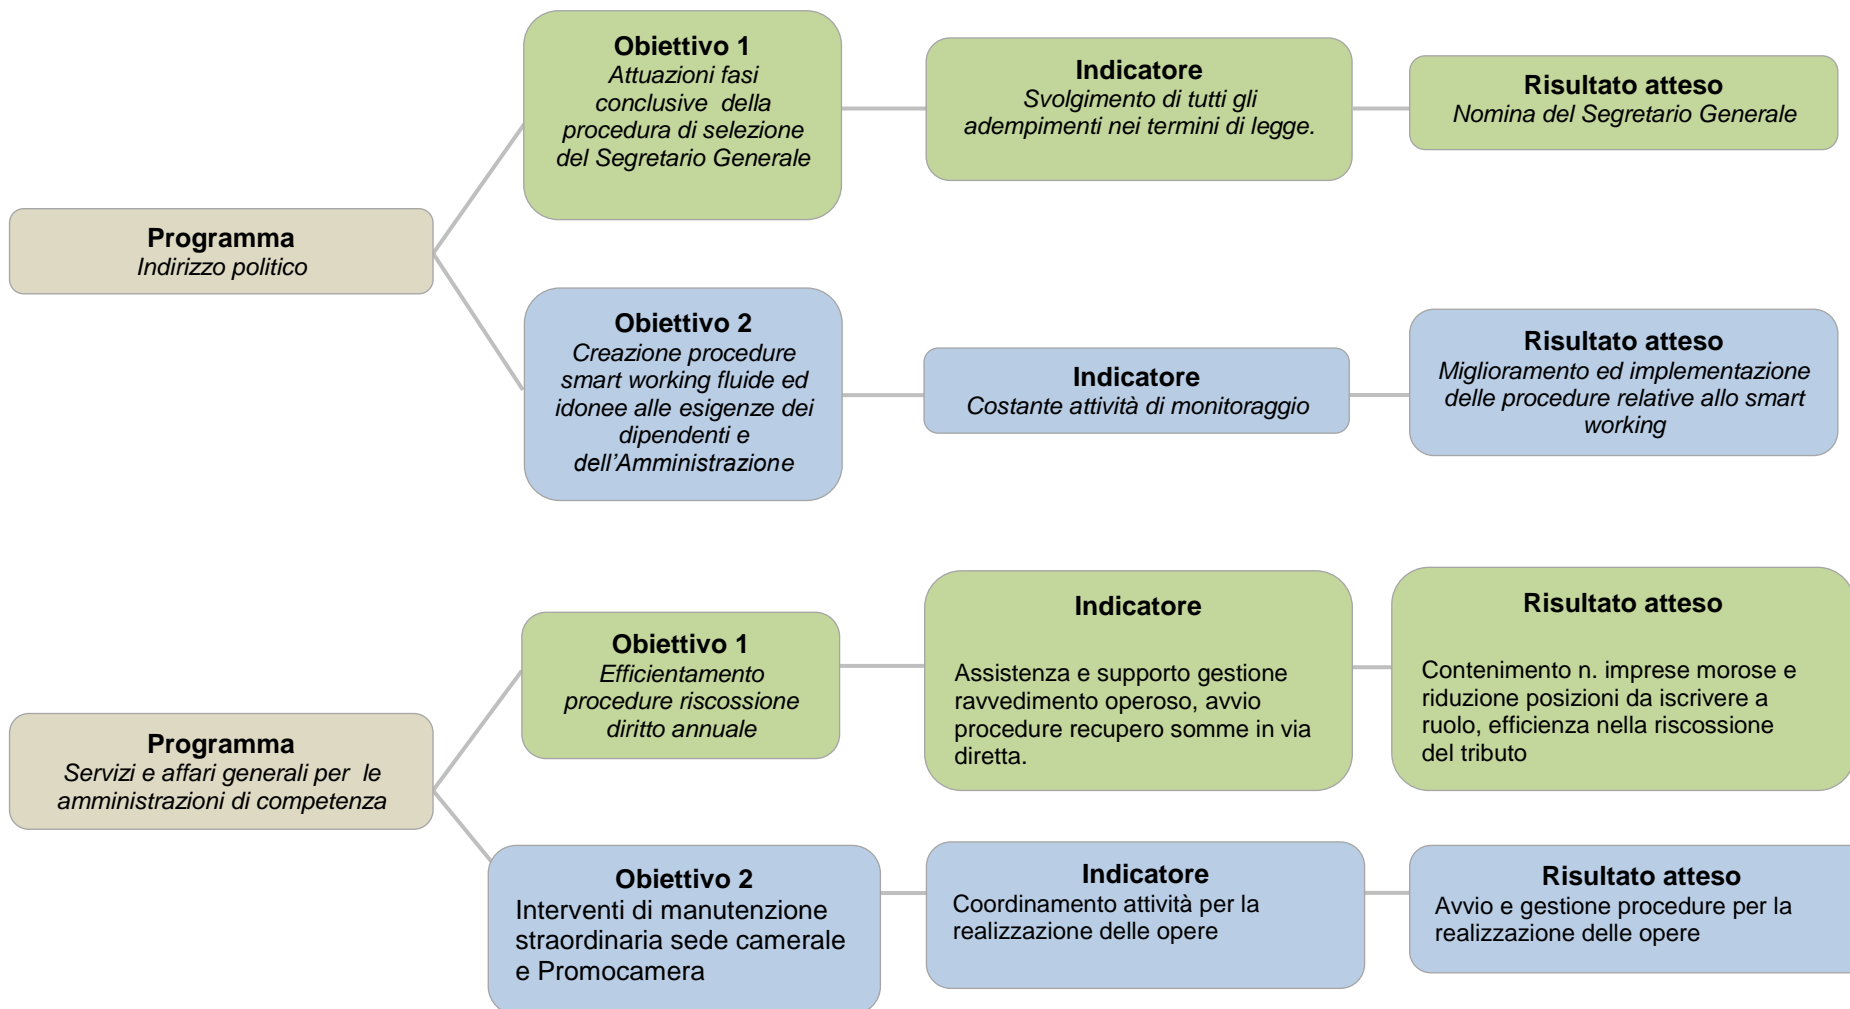 Programma
Indirizzo politico
Obiettivo 1
Attuazioni fasi
conclusive della
procedura di selezione
del Segretario Generale
Indicatore
Svolgimento di tutti gli
adempimenti nei termini di legge.
Risultato atteso
Nomina del Segretario Generale
Obiettivo 2
Creazione procedure
smart working fluide ed
idonee alle esigenze dei
dipendenti e
dell’Amministrazione
Indicatore
Costante attività di monitoraggio
Risultato atteso
Miglioramento ed implementazione
delle procedure relative allo smart
working
Programma
Servizi e affari generali per le
amministrazioni di competenza
Obiettivo 1
Efficientamento
procedure riscossione
diritto annuale
Indicatore
Assistenza e supporto gestione
ravvedimento operoso, avvio
procedure recupero somme in via
diretta.
Risultato atteso
Contenimento n. imprese morose e
riduzione posizioni da iscrivere a
ruolo, efficienza nella riscossione
del tributo
Obiettivo 2
Interventi di manutenzione
straordinaria sede camerale
e Promocamera
Indicatore
Coordinamento attività per la
realizzazione delle opere
Risultato atteso
Avvio e gestione procedure per la
realizzazione delle opere